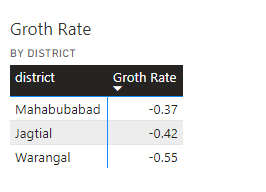 Groth Rate
BY DISTRICT
district Groth Rate
Mahabubabad -0.37
Jagtial -0.42
Warangal -0.55